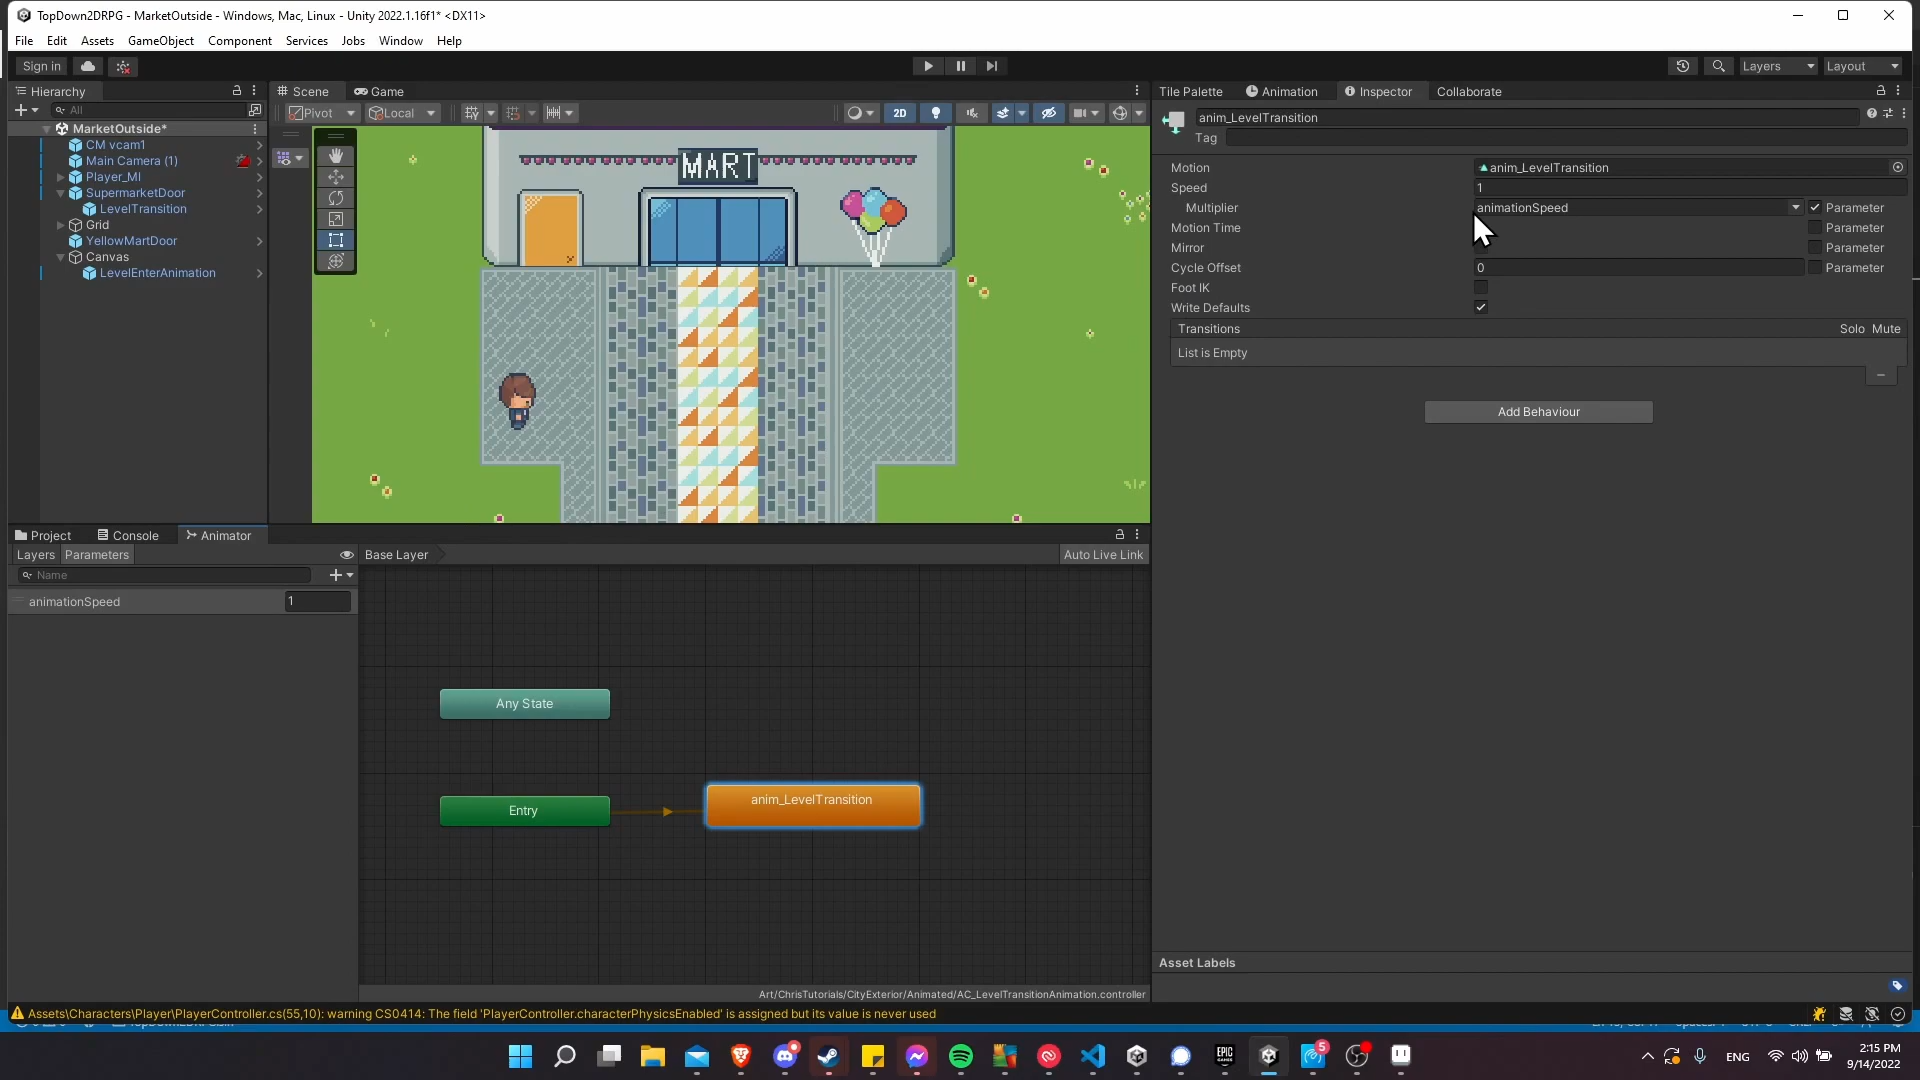 TopDown2DRPG - MarketOutside - Windows, Mac, Linux - Unity 2022.1.16f1* <DX11>
File Edit Assets GameObject Component Services Jobs Window Help
Sign in Layers Layout
Hierarchy Scene Game Tile Palette Animation Inspector Collaborate
All Pivot Local 2D anim_LevelTransition
Tag
MarketOutside*
CM vcam1
Main Camera (1)
Player_MI
SupermarketDoor
LevelTransition
Grid
YellowMartDoor
Canvas
LevelEnterAnimation
MART
Motion anim_LevelTransition
Speed 1
Multiplier animationSpeed Parameter
Motion Time Parameter
Mirror Parameter
Cycle Offset 0 Parameter
Foot IK
Write Defaults
Transitions Solo Mute
List is Empty
Add Behaviour
Project Console Animator
Layers Parameters Base Layer Auto Live Link
Name
animationSpeed 1
Any State
Entry anim_LevelTransition
Asset Labels
Art/ChrisTutorials/CityExterior/Animated/AC_LevelTransitionAnimation.controller
Assets\Characters\Player\PlayerController.cs(55,10): warning CS0414: The field 'PlayerController.characterPhysicsEnabled' is assigned but its value is never used
5
ENG 2:15 PM
9/14/2022